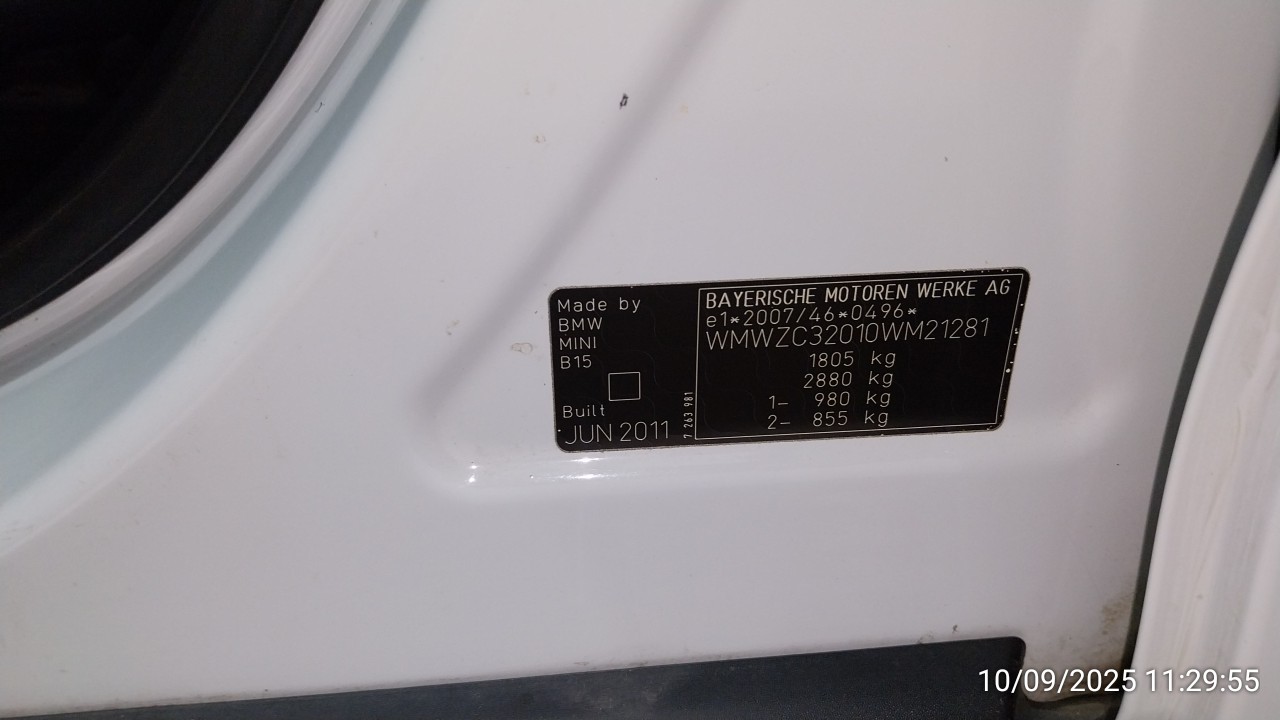 Made by
BMW
MINI
B15
Built
JUN 2011
7 263 981
BAYERISCHE MOTOREN WERKE AG
e1*2007/46*0496*
WMWZC32010WM21281
1805 kg
2880 kg
1- 980 kg
2- 855 kg
10/09/2025 11:29:55